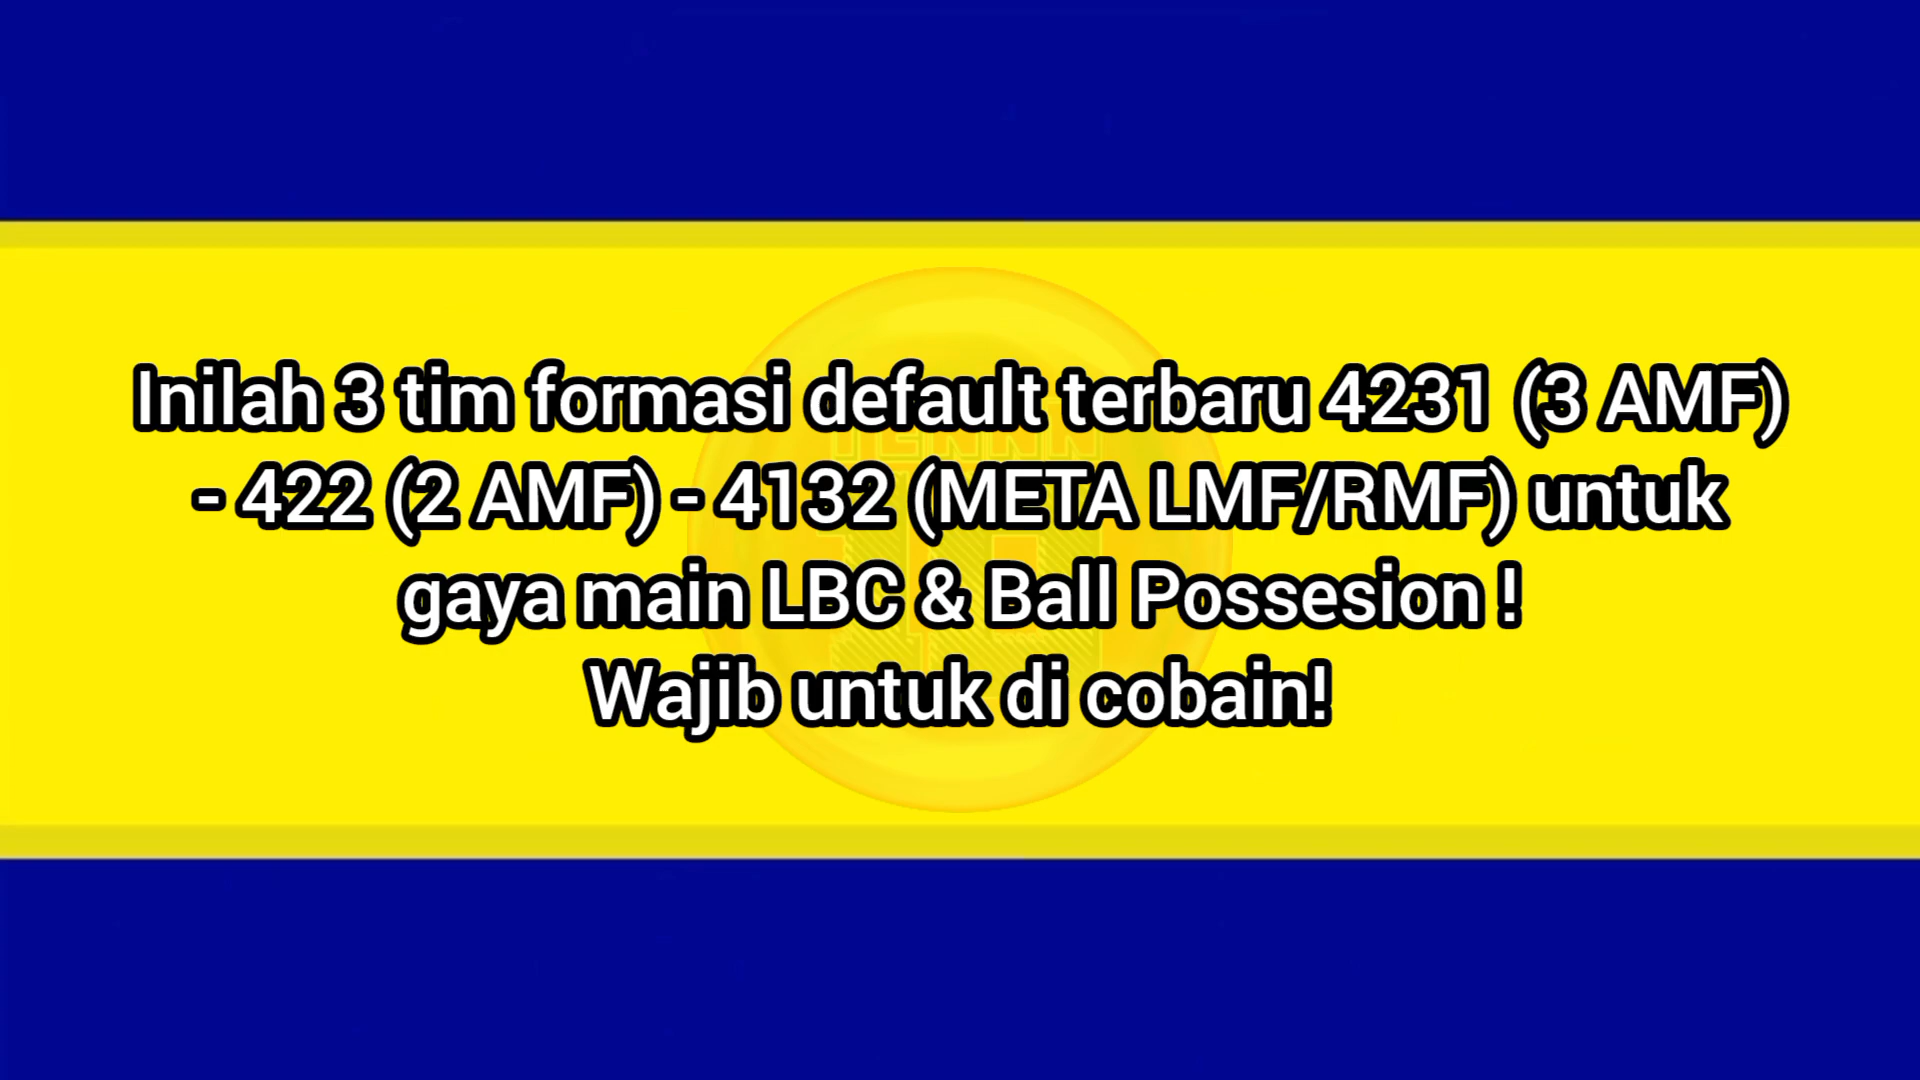 Inilah 3 tim formasi default terbaru 4231 (3 AMF)
- 422 (2 AMF) - 4132 (META LMF/RMF) untuk
gaya main LBC & Ball Possesion !
Wajib untuk di cobain!